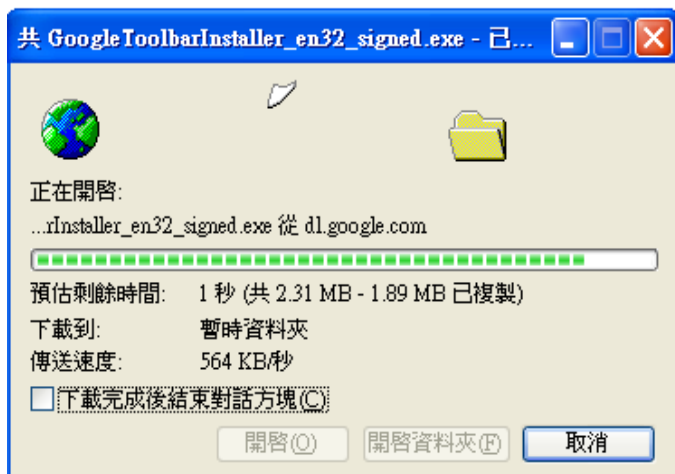 共 GoogleToolbarInstaller_en32_signed.exe - 已...
正在開啟:
...rInstaller_en32_signed.exe 從 dl.google.com
預估剩餘時間: 1 秒 (共 2.31 MB - 1.89 MB 已複製)
下載到: 暫時資料夾
傳送速度: 564 KB/秒
下載完成後結束對話方塊(C)
開啟(O) 開啟資料夾(F) 取消